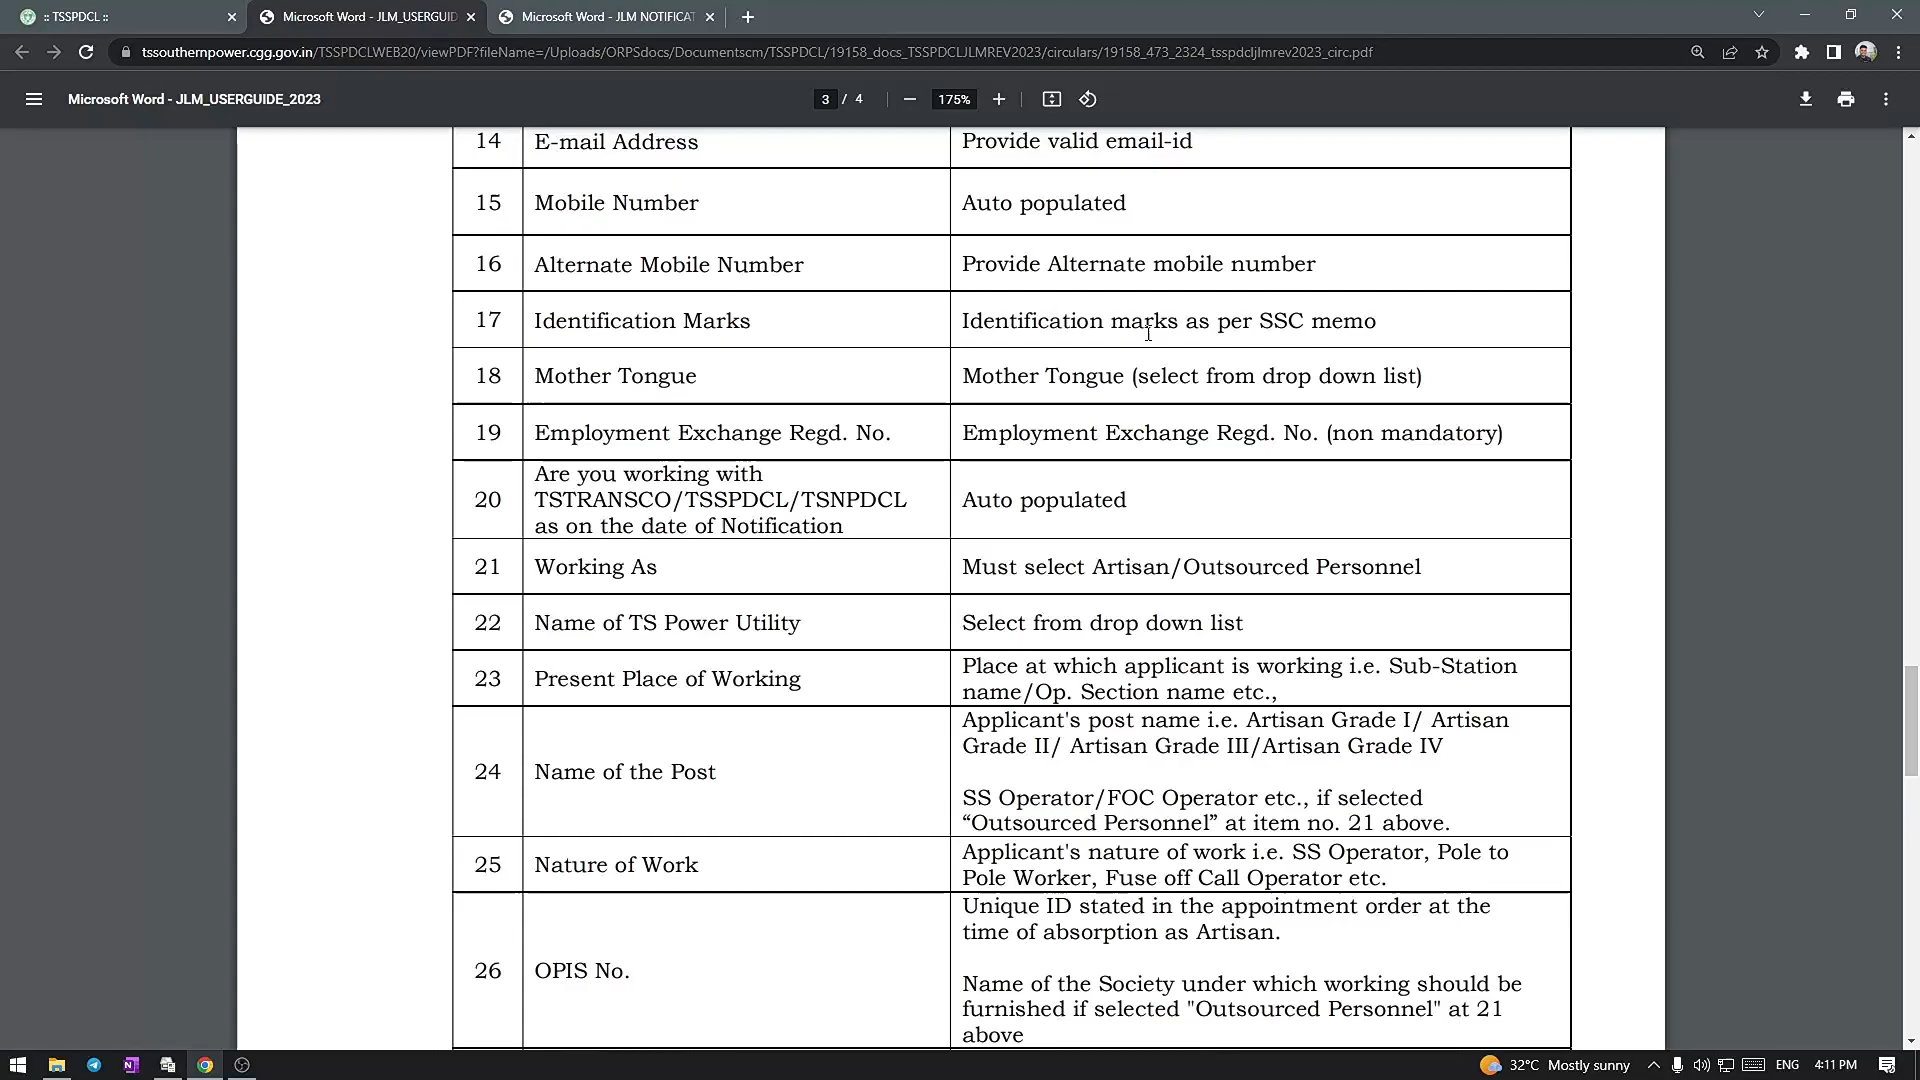 :: TSSPDCL ::
Microsoft Word - JLM_USERGUID
Microsoft Word - JLM NOTIFICAT
tssouthernpower.cgg.gov.in/TSSPDCLWEB20/viewPDF?fileName=/Uploads/ORPSdocs/Documentscm/TSSPDCL/19158_docs_TSSPDCLJLMREV2023/circulars/19158_473_2324_tsspdcljlmrev2023_circ.pdf
Microsoft Word - JLM_USERGUIDE_2023
3 / 4
175%
14 E-mail Address Provide valid email-id
15 Mobile Number Auto populated
16 Alternate Mobile Number Provide Alternate mobile number
17 Identification Marks Identification marks as per SSC memo
18 Mother Tongue Mother Tongue (select from drop down list)
19 Employment Exchange Regd. No. Employment Exchange Regd. No. (non mandatory)
20
Are you working with
TSTRANSCO/TSSPDCL/TSNPDCL
as on the date of Notification
Auto populated
21 Working As Must select Artisan/Outsourced Personnel
22 Name of TS Power Utility Select from drop down list
23 Present Place of Working
Place at which applicant is working i.e. Sub-Station
name/Op. Section name etc.,
24 Name of the Post
Applicant's post name i.e. Artisan Grade I/ Artisan
Grade II/ Artisan Grade III/Artisan Grade IV
SS Operator/FOC Operator etc., if selected
“Outsourced Personnel” at item no. 21 above.
25 Nature of Work
Applicant's nature of work i.e. SS Operator, Pole to
Pole Worker, Fuse off Call Operator etc.
26 OPIS No.
Unique ID stated in the appointment order at the
time of absorption as Artisan.
Name of the Society under which working should be
furnished if selected "Outsourced Personnel" at 21
above
32°C Mostly sunny
ENG
4:11 PM